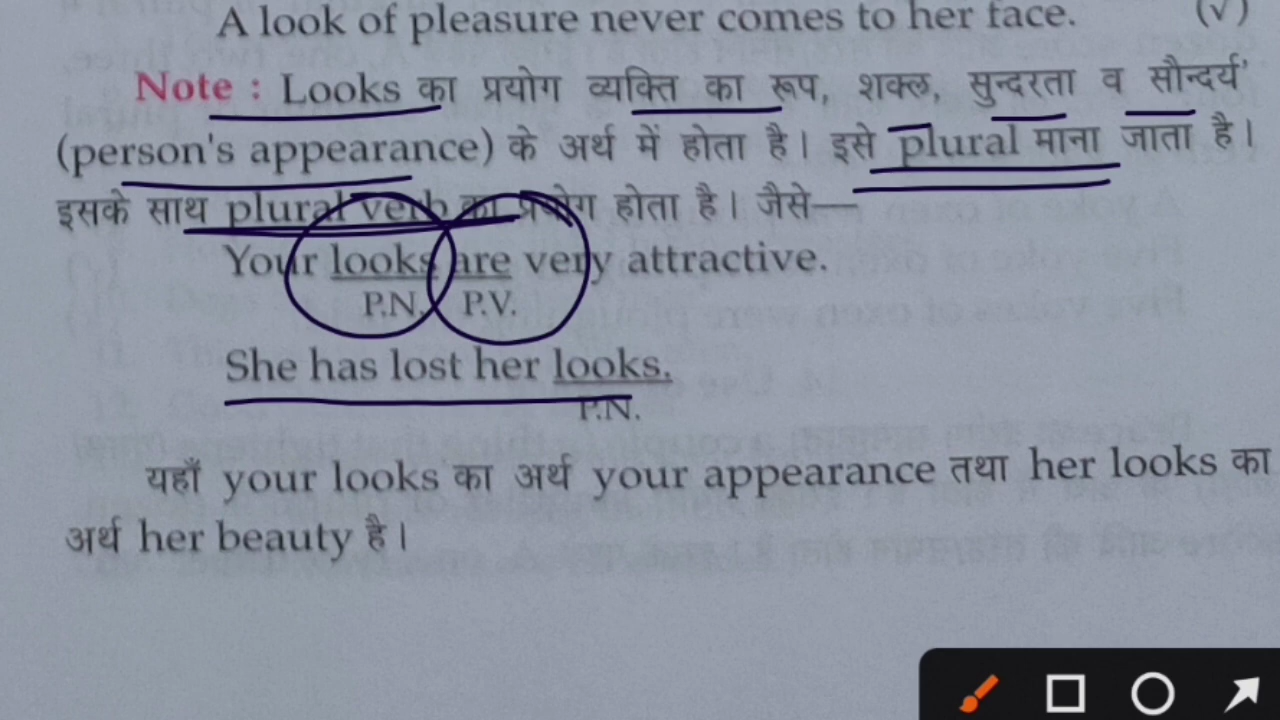 A look of pleasure never comes to her face. (√)
Note : Looks का प्रयोग व्यक्ति का रूप, शक्ल, सुन्दरता व सौन्दर्य'
(person's appearance) के अर्थ में होता है। इसे plural माना जाता है।
इसके साथ plural verb का प्रयोग होता है। जैसे—
Your looks are very attractive.
P.N. P.V.
She has lost her looks.
P.N.
यहाँ your looks का अर्थ your appearance तथा her looks का
अर्थ her beauty है।